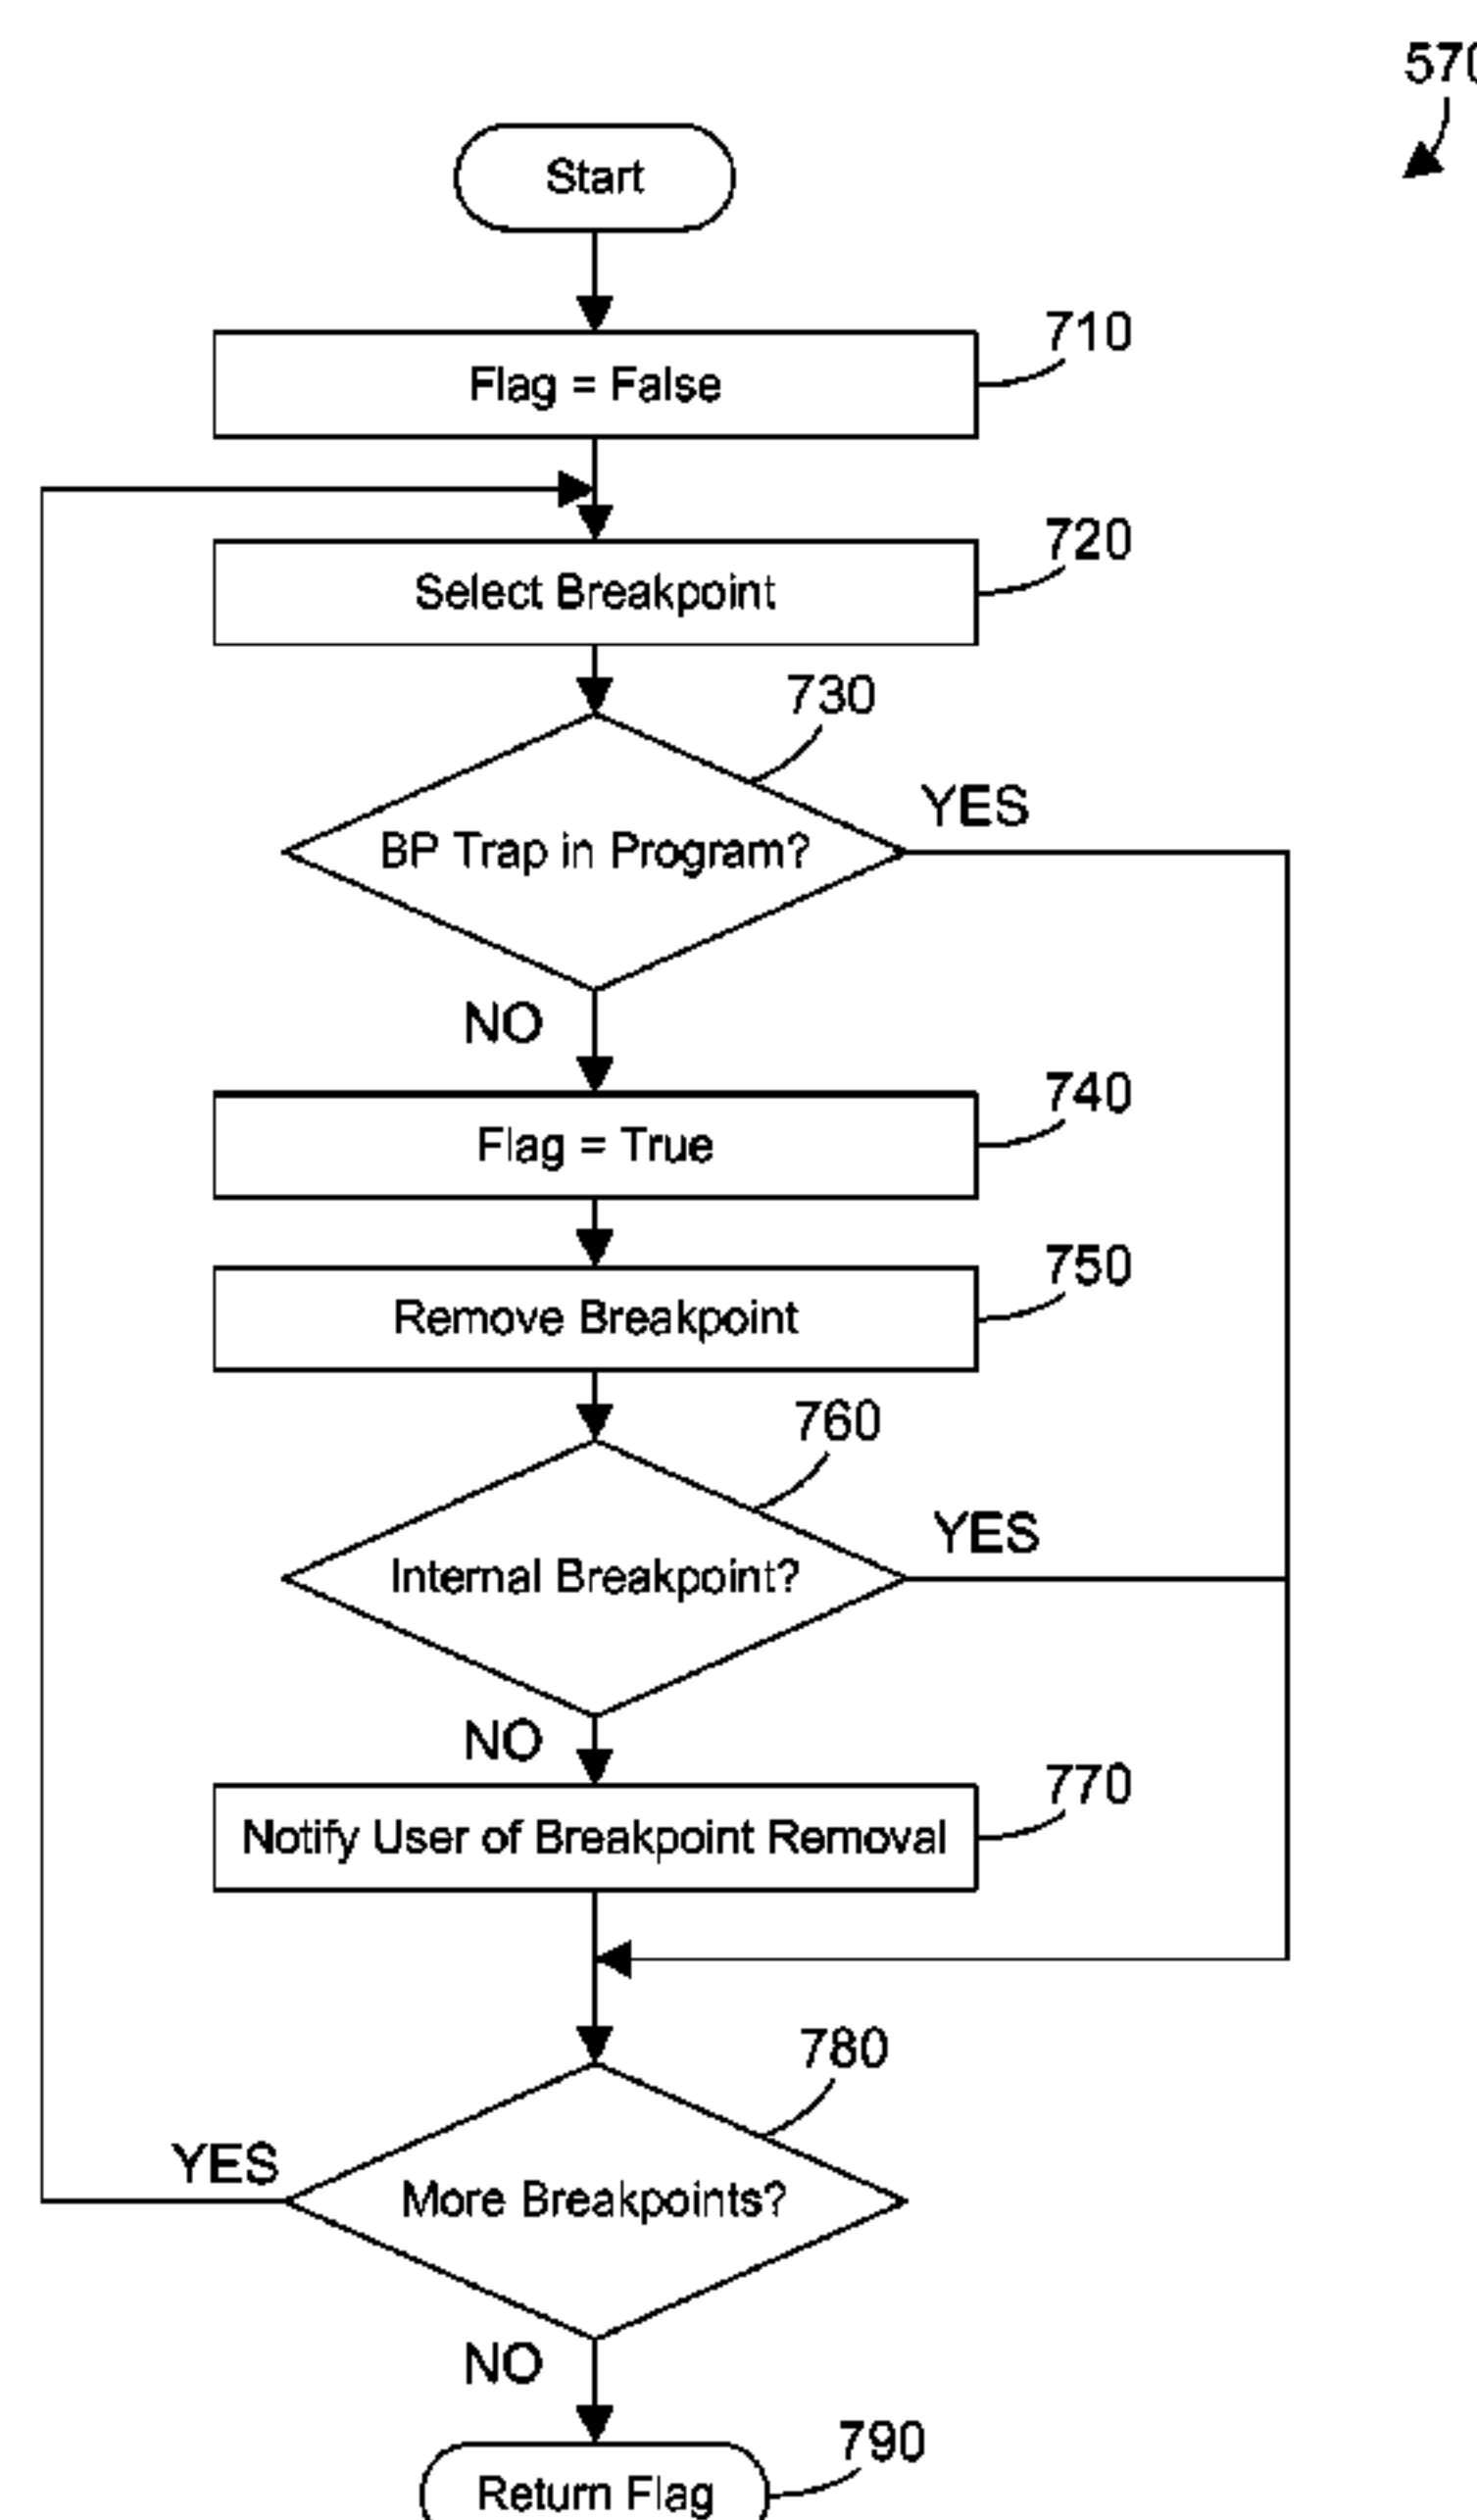 570
Start
710
Flag = False
720
Select Breakpoint
730
YES
BP Trap in Program?
NO
740
Flag = True
750
Remove Breakpoint
760
YES
Internal Breakpoint?
NO
770
Notify User of Breakpoint Removal
780
YES
More Breakpoints?
NO
790
Return Flag